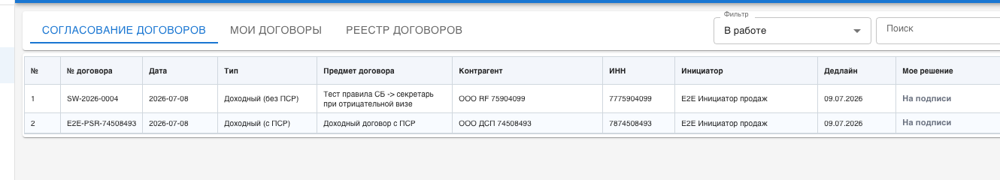 Фильтр
СОГЛАСОВАНИЕ ДОГОВОРОВ МОИ ДОГОВОРЫ РЕЕСТР ДОГОВОРОВ В работе Поиск
№ № договора Дата Тип Предмет договора Контрагент ИНН Инициатор Дедлайн Мое решение
1 SW-2026-0004 2026-07-08 Доходный (без ПСР) Тест правила СБ -> секретарь при отрицательной визе ООО RF 75904099 7775904099 E2E Инициатор продаж 09.07.2026 На подписи
2 E2E-PSR-74508493 2026-07-08 Доходный (с ПСР) Доходный договор с ПСР ООО ДСП 74508493 7874508493 E2E Инициатор продаж 09.07.2026 На подписи